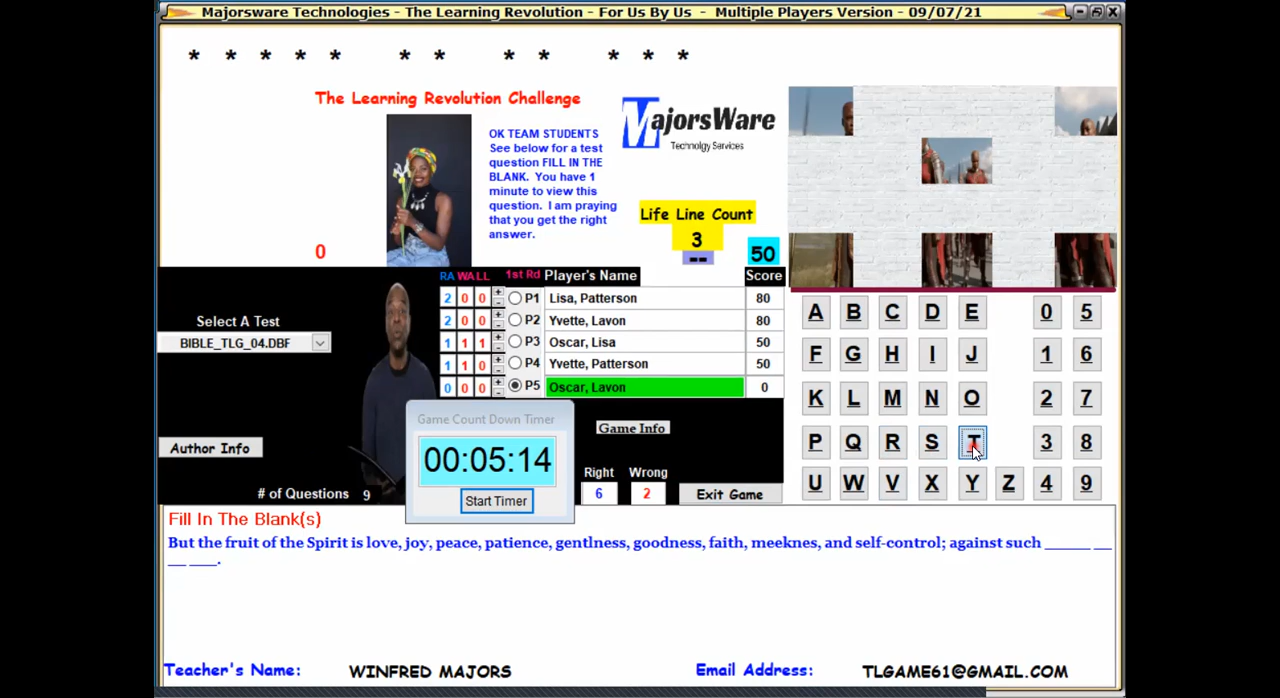 Majorsware Technologies - The Learning Revolution - For Us By Us - Multiple Players Version - 09/07/21
* * * * * * * * * * * *
The Learning Revolution Challenge
OK TEAM STUDENTS
See below for a test
question FILL IN THE
BLANK. You have 1
minute to view this
question. I am praying
that you get the right
answer.
MajorsWare
Technolgy Services
Life Line Count
3
--
50
0
RA WALL 1st Rd Player's Name Score
2 0 0 + - P1 Lisa, Patterson 80
2 0 0 + - P2 Yvette, Lavon 80
1 1 1 + - P3 Oscar, Lisa 50
1 1 0 + - P4 Yvette, Patterson 50
0 0 0 + - P5 Oscar, Lavon 0
Select A Test
BIBLE_TLG_04.DBF
Author Info
# of Questions 9
Game Count Down Timer
00:05:14
Start Timer
Game Info
Right Wrong
6 2
Exit Game
A B C D E 0 5
F G H I J 1 6
K L M N O 2 7
P Q R S T 3 8
U W V X Y Z 4 9
Fill In The Blank(s)
But the fruit of the Spirit is love, joy, peace, patience, gentlness, goodness, faith, meeknes, and self-control; against such _____ __
__ ___.
Teacher's Name: WINFRED MAJORS Email Address: TLGAME61@GMAIL.COM